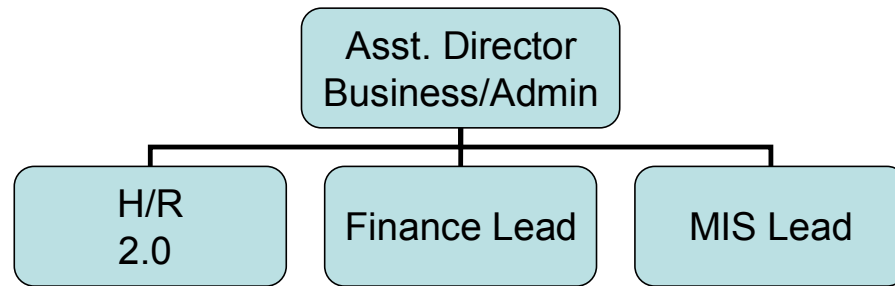 Asst. Director
Business/Admin
H/R
2.0
Finance Lead
MIS Lead